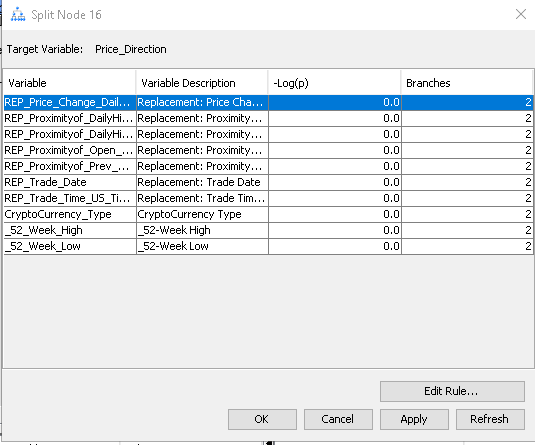 Split Node 16
Target Variable: Price_Direction
Variable Variable Description -Log(p) Branches
REP_Price_Change_Dail... Replacement: Price Cha... 0.0 2
REP_Proximityof_DailyHi... Replacement: Proximity... 0.0 2
REP_Proximityof_DailyHi... Replacement: Proximity... 0.0 2
REP_Proximityof_Open_... Replacement: Proximity... 0.0 2
REP_Proximityof_Prev_... Replacement: Proximity... 0.0 2
REP_Trade_Date Replacement: Trade Date 0.0 2
REP_Trade_Time_US_Ti... Replacement: Trade Tim... 0.0 2
CryptoCurrency_Type CryptoCurrency Type 0.0 2
_52_Week_High _52-Week High 0.0 2
_52_Week_Low _52-Week Low 0.0 2
Edit Rule...
OK Cancel Apply Refresh